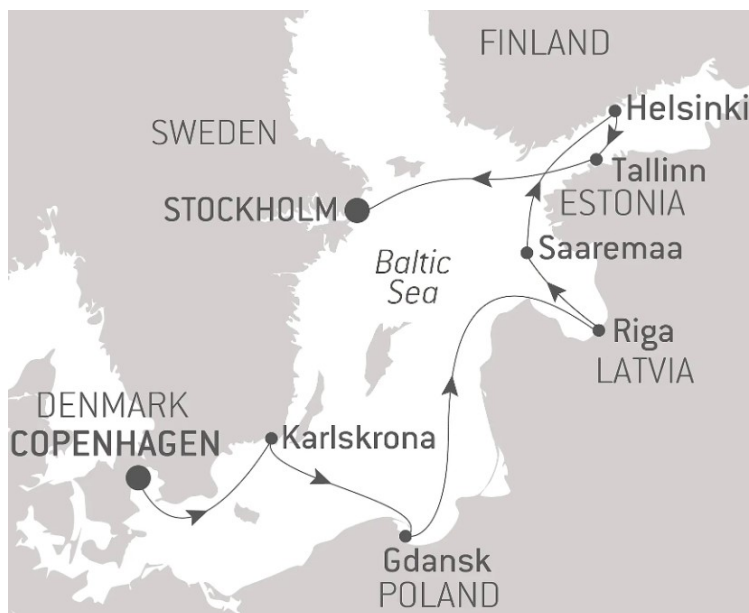 FINLAND
Helsinki
SWEDEN
Tallinn
STOCKHOLM
ESTONIA
Saaremaa
Baltic
Sea
Riga
LATVIA
DENMARK
COPENHAGEN
Karlskrona
Gdansk
POLAND